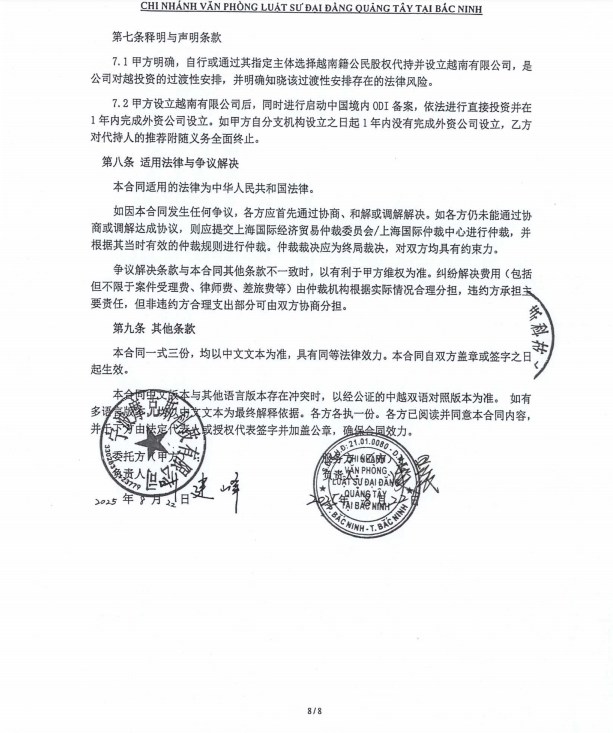 CHI NHÁNH VĂN PHÒNG LUẬT SƯ ĐẠI ĐĂNG QUẢNG TÂY TẠI BẮC NINH
第七条释明与声明条款
7.1 甲方明确，自行或通过其指定主体选择越南籍公民股权代持并设立越南有限公司，是
公司对越投资的过渡性安排，并明确知晓该过渡性安排存在的法律风险。
7.2 甲方设立越南有限公司后，同时进行启动中国境内 ODI 备案，依法进行直接投资并在
1 年内完成外资公司设立。如甲方自分支机构设立之日起 1 年内没有完成外资公司设立，乙方
对代持人的推荐附随义务全面终止。
第八条 适用法律与争议解决
本合同适用的法律为中华人民共和国法律。
如因本合同发生任何争议，各方应首先通过协商、和解或调解解决。如各方仍未能通过协
商或调解达成协议，则应提交上海国际经济贸易仲裁委员会/上海国际仲裁中心进行仲裁，并
根据其当时有效的仲裁规则进行仲裁。仲裁裁决应为终局裁决，对双方均具有约束力。
争议解决条款与本合同其他条款不一致时，以有利于甲方维权为准。纠纷解决费用（包括
但不限于案件受理费、律师费、差旅费等）由仲裁机构根据实际情况合理分担，违约方承担主
要责任，但非违约方合理支出部分可由双方协商分担。
第九条 其他条款
本合同一式三份，均以中文文本为准，具有同等法律效力。本合同自双方盖章或签字之日
起生效。
本合同中文版本与其他语言版本存在冲突时，以经公证的中越双语对照版本为准。 如有
多语言版 中文文本为最终解释依据。各方各执一份。各方已阅读并同意本合同内容，
并于下方由法定代表 或授权代表签字并加盖公章，确保合同效力。
委托方（甲方
服务方（乙方
责人
负责人
建峰
2025 年 8 月 22 日
2025年 8 月 22 日
CHI NHÁNH
VĂN PHÒNG
LUẬT SƯ ĐẠI ĐĂNG
QUẢNG TÂY
TẠI BẮC NINH
P. BẮC NINH - T. BẮC NINH
8 / 8